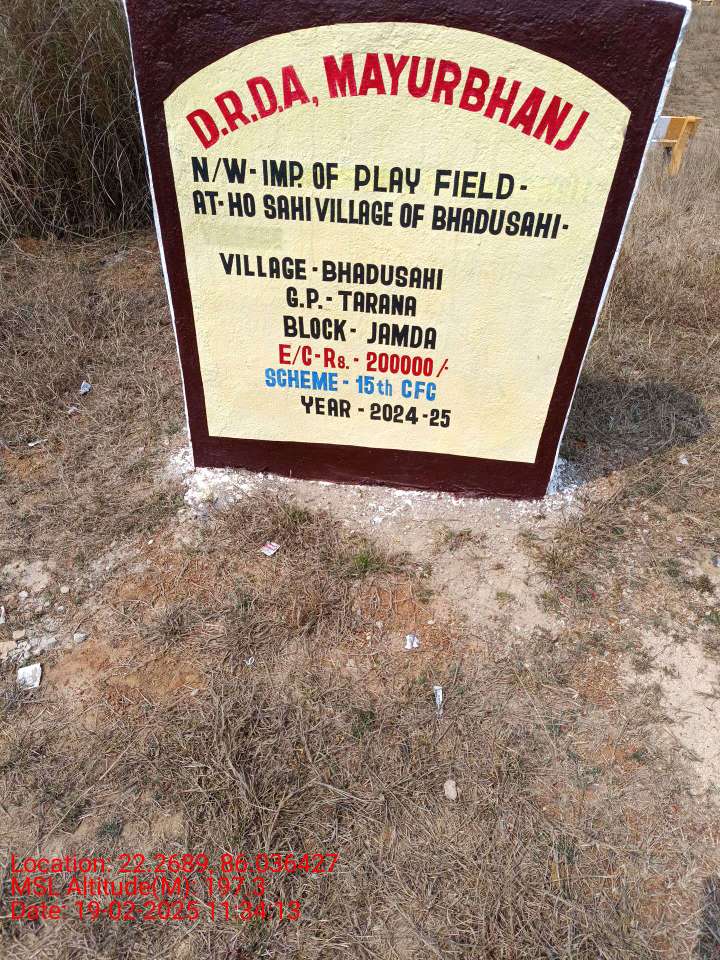 D.R.D.A, MAYURBHANJ
N/W- IMP. OF PLAY FIELD-
AT- HO SAHI VILLAGE OF BHADUSAHI-
VILLAGE - BHADUSAHI
G.P.- TARANA
BLOCK- JAMDA
E/C-Rs. - 200000/-
SCHEME - 15th CFC
YEAR - 2024-25
Location: 22.2689, 86.036427
MSL Altitude(M): 197.3
Date: 19-02-2025 11:34:13